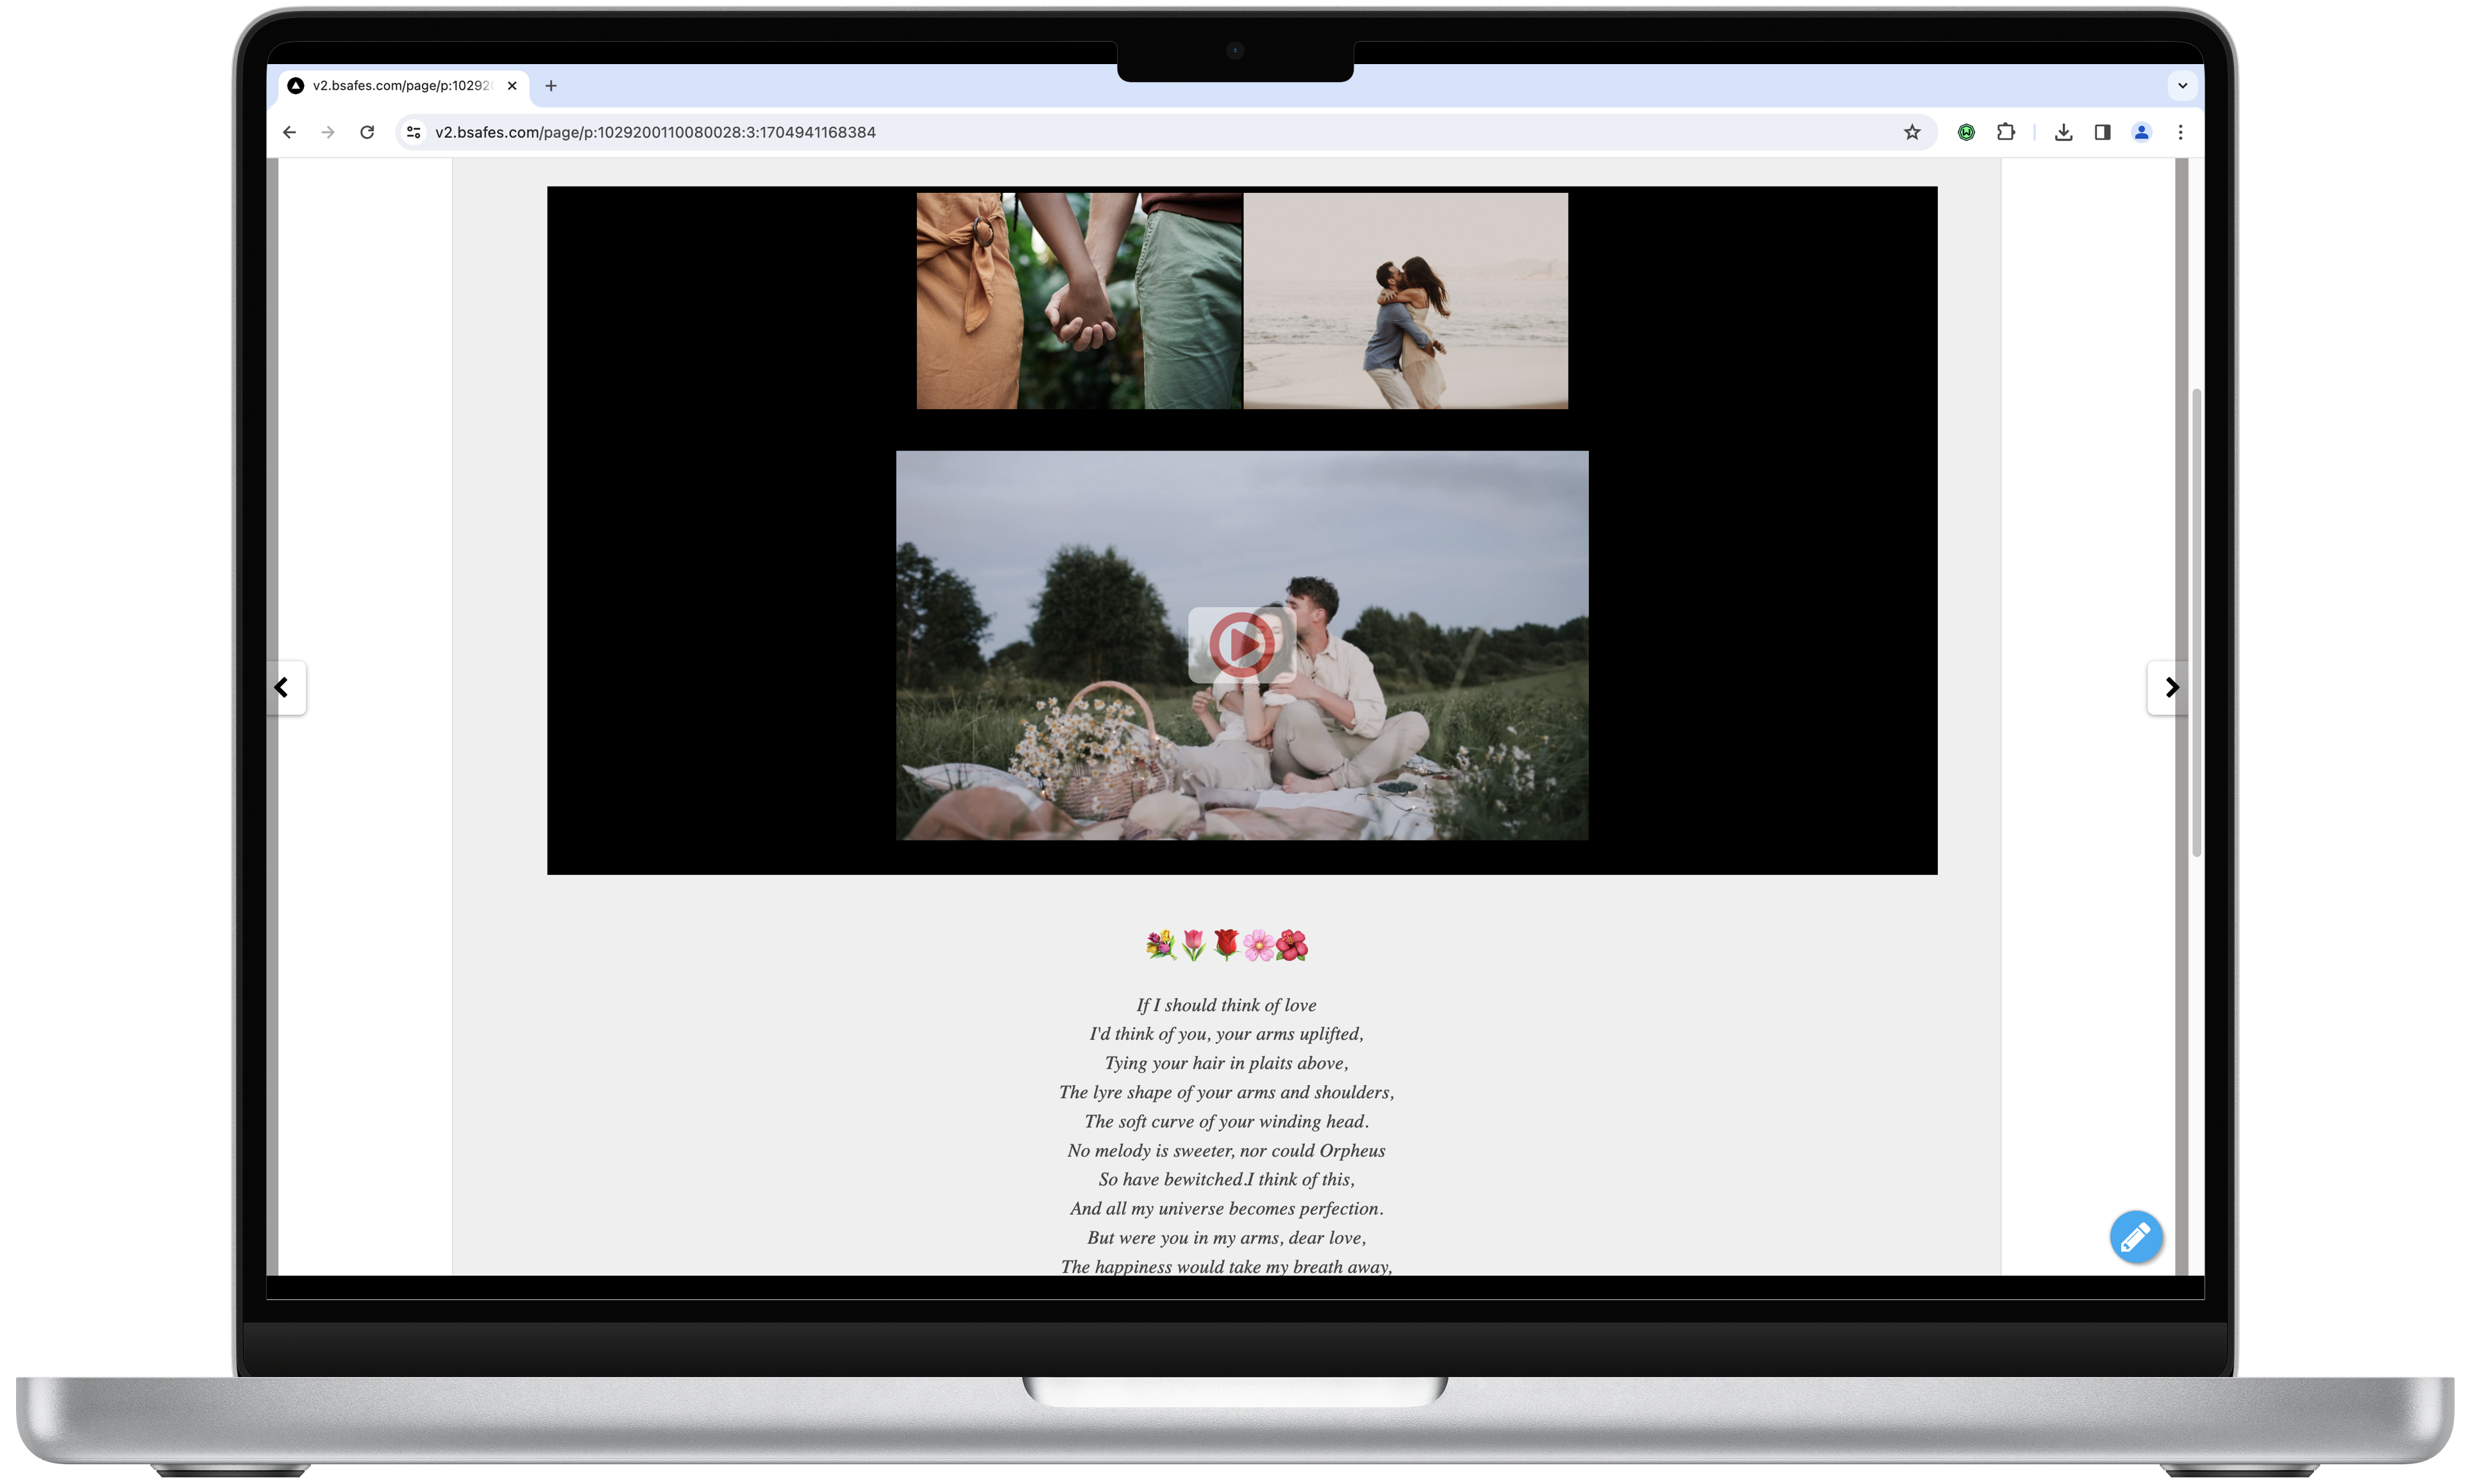 v2.bsafes.com/page/p:10292
v2.bsafes.com/page/p:1029200110080028:3:1704941168384
If I should think of love
I'd think of you, your arms uplifted,
Tying your hair in plaits above,
The lyre shape of your arms and shoulders,
The soft curve of your winding head.
No melody is sweeter, nor could Orpheus
So have bewitched.I think of this,
And all my universe becomes perfection.
But were you in my arms, dear love,
The happiness would take my breath away,